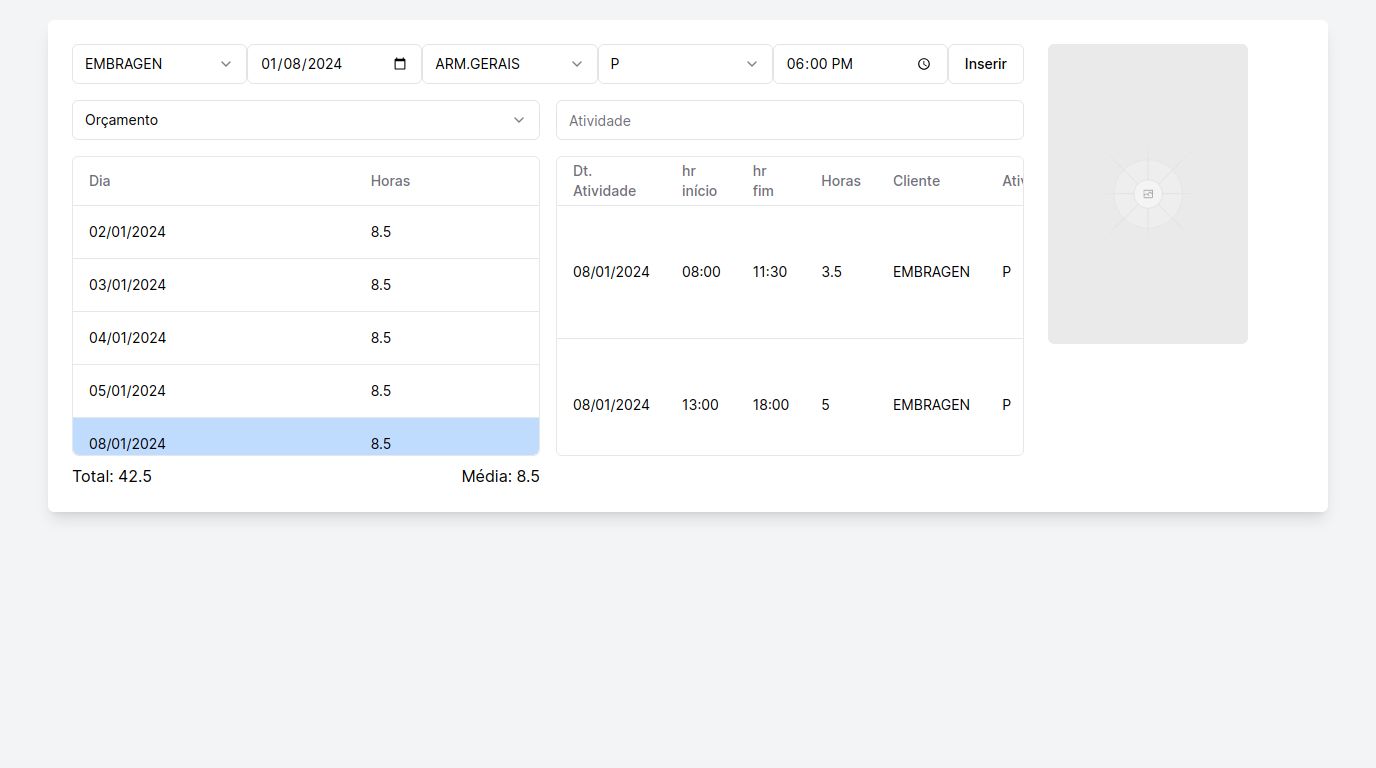 EMBRAGEN 01/08/2024 ARM.GERAIS P 06:00 PM Inserir
Orçamento Atividade
Dia Horas
02/01/2024 8.5
03/01/2024 8.5
04/01/2024 8.5
05/01/2024 8.5
08/01/2024 8.5
Total: 42.5 Média: 8.5
Dt. hr hr
Atividade início fim Horas Cliente Ativ
08/01/2024 08:00 11:30 3.5 EMBRAGEN P
08/01/2024 13:00 18:00 5 EMBRAGEN P